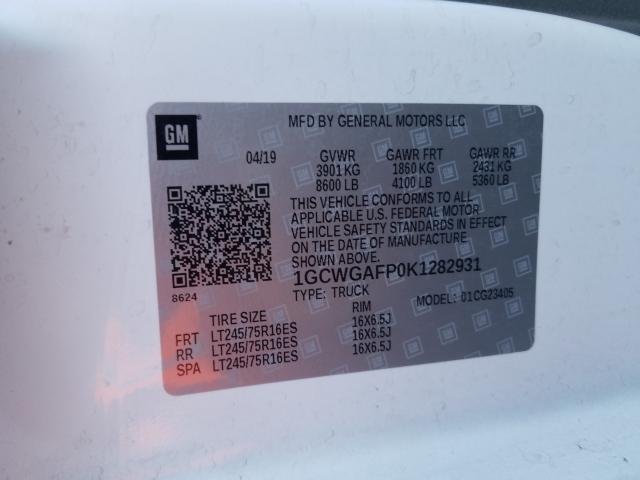 GM
MFD BY GENERAL MOTORS LLC
04/19 GVWR GAWR FRT GAWR RR
3901 KG 1860 KG 2431 KG
8600 LB 4100 LB 5360 LB
THIS VEHICLE CONFORMS TO ALL
APPLICABLE U.S. FEDERAL MOTOR
VEHICLE SAFETY STANDARDS IN EFFECT ON THE DATE OF MANUFACTURE
SHOWN ABOVE.
1GCWGAFP0K1282931
8624
TYPE: TRUCK MODEL: 01CG23405
TIRE SIZE RIM
FRT LT245/75R16ES 16X6.5J
RR LT245/75R16ES 16X6.5J
SPA LT245/75R16ES 16X6.5J